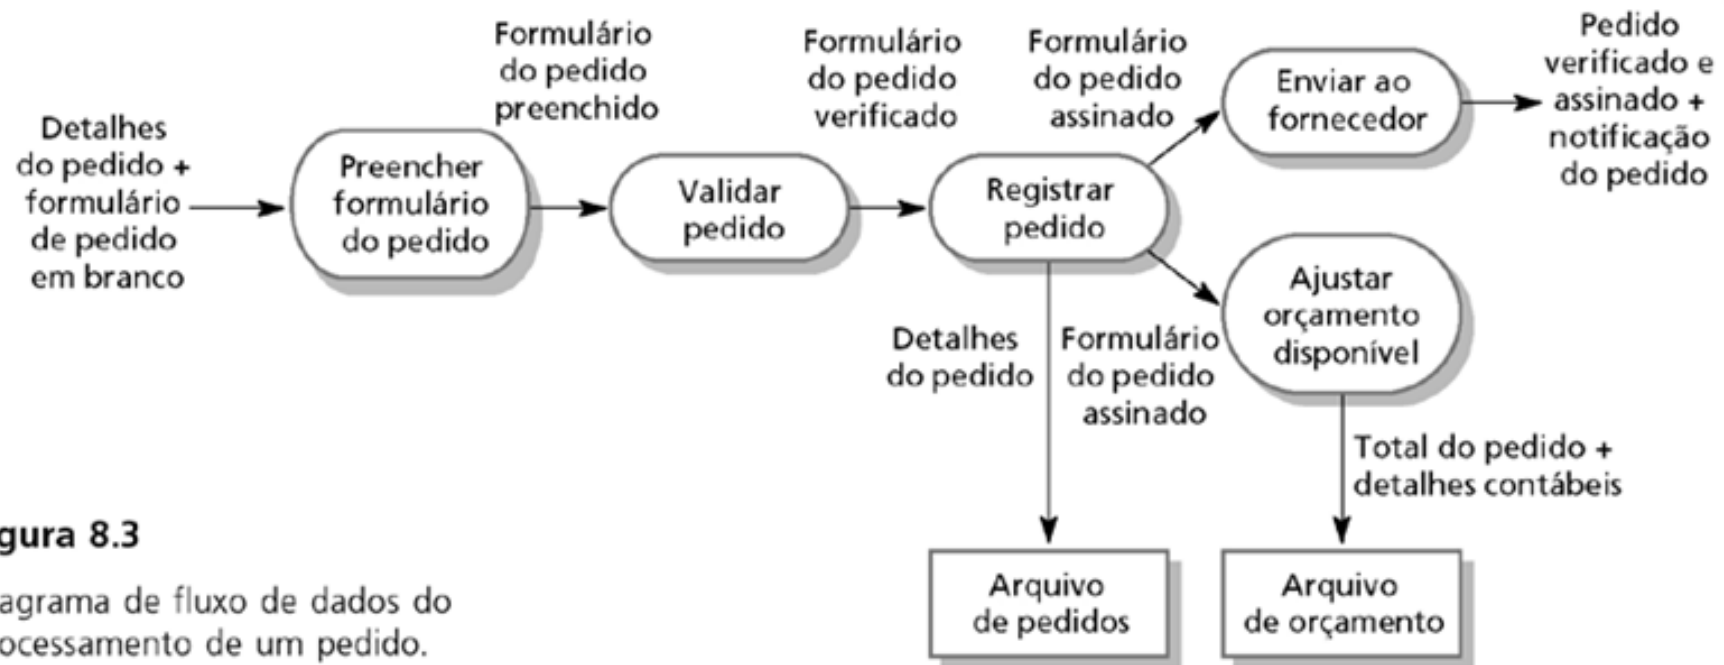 Detalhes
do pedido +
formulário
de pedido
em branco
Preencher
formulário
do pedido
Formulário
do pedido
preenchido
Validar
pedido
Formulário
do pedido
verificado
Registrar
pedido
Formulário
do pedido
assinado
Enviar ao
fornecedor
Pedido
verificado e
assinado +
notificação
do pedido
Detalhes
do pedido
Formulário
do pedido
assinado
Ajustar
orçamento
disponível
Total do pedido +
detalhes contábeis
Arquivo
de pedidos
Arquivo
de orçamento
gura 8.3
agrama de fluxo de dados do
ocessamento de um pedido.